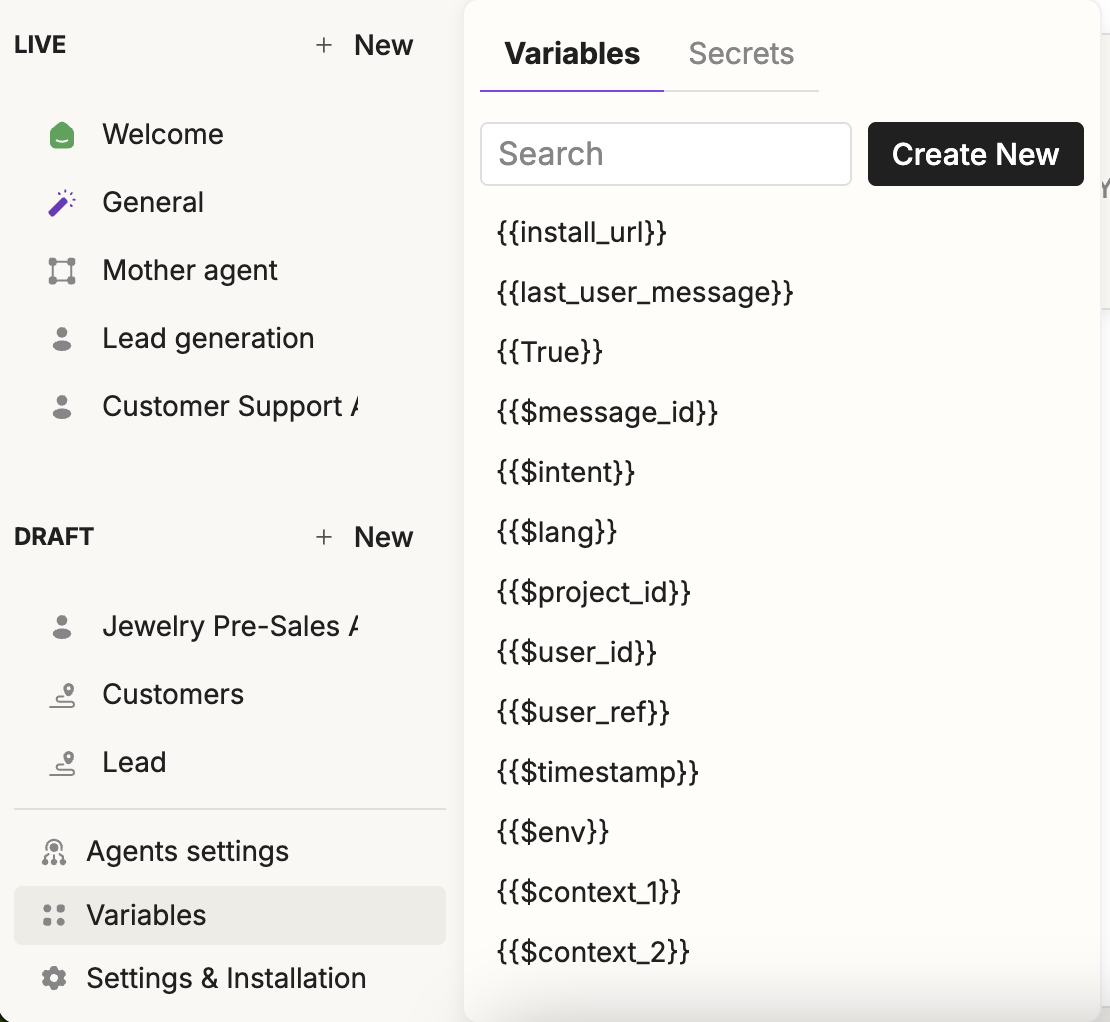 LIVE
+ New
Welcome
General
Mother agent
Lead generation
Customer Support
DRAFT
+ New
Jewelry Pre-Sales
Customers
Lead
Agents settings
Variables
Settings & Installation
Variables Secrets
Search
Create New
{{install_url}}
{{last_user_message}}
{{True}}
{{$message_id}}
{{$intent}}
{{$lang}}
{{$project_id}}
{{$user_id}}
{{$user_ref}}
{{$timestamp}}
{{$env}}
{{$context_1}}
{{$context_2}}